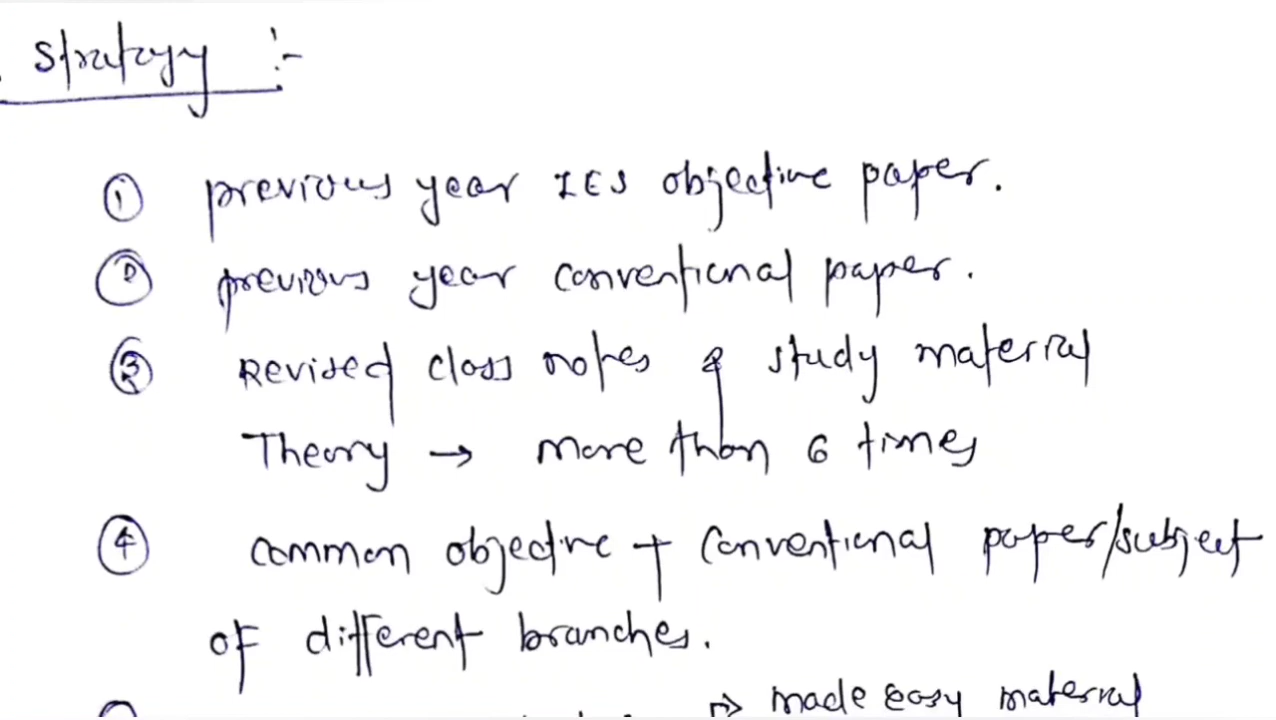 Strategy :-
① previous year IES objective paper.
② previous year conventional paper.
③ Revised class notes & study material
Theory → more than 6 times
④ common objective + conventional paper/subject
of different branches.
⇒ made easy material